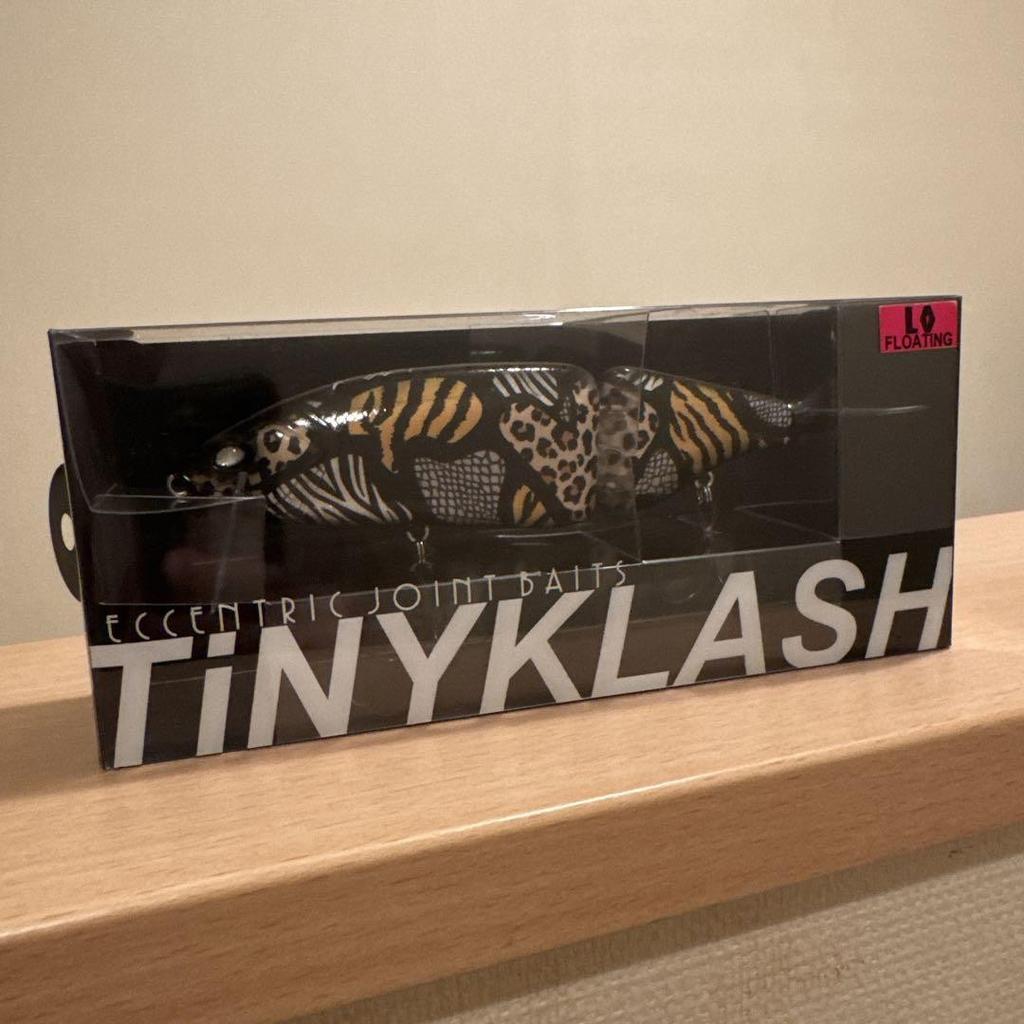 LO
FLOATING
ECCENTRIC JOINT BAITS
TiNYKLASH